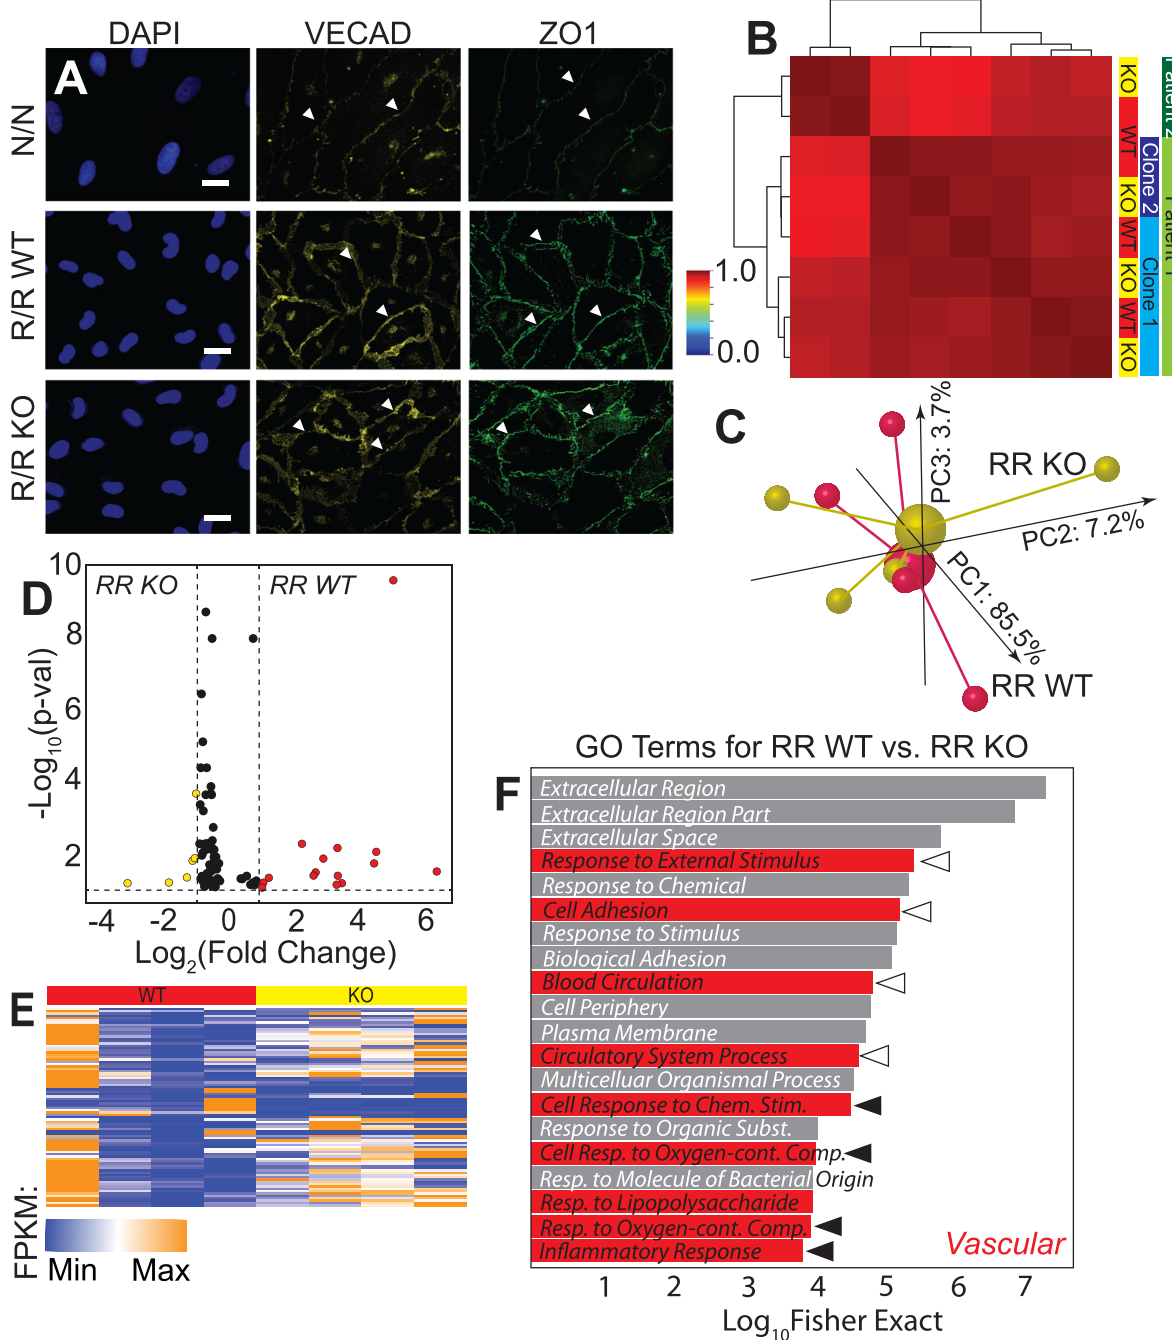 DAPI VECAD ZO1
A
N/N
R/R WT
R/R KO
B
1.0
0.0
KO
WT
KO
WT
KO
WT
KO
Clone 2
Clone 1
Patient 2
Patient 1
C
RR KO
PC3: 3.7%
PC2: 7.2%
PC1: 85.5%
RR WT
D
RR KO RR WT
10
8
6
4
2
-Log10(p-val)
-4 -2 0 2 4 6
Log2(Fold Change)
E
WT KO
FPKM:
Min Max
GO Terms for RR WT vs. RR KO
F
Extracellular Region
Extracellular Region Part
Extracellular Space
Response to External Stimulus
Response to Chemical
Cell Adhesion
Response to Stimulus
Biological Adhesion
Blood Circulation
Cell Periphery
Plasma Membrane
Circulatory System Process
Multicelluar Organismal Process
Cell Response to Chem. Stim.
Response to Organic Subst.
Cell Resp. to Oxygen-cont. Comp.
Resp. to Molecule of Bacterial Origin
Resp. to Lipopolysaccharide
Resp. to Oxygen-cont. Comp.
Inflammatory Response
Vascular
1 2 3 4 5 6 7
Log10Fisher Exact